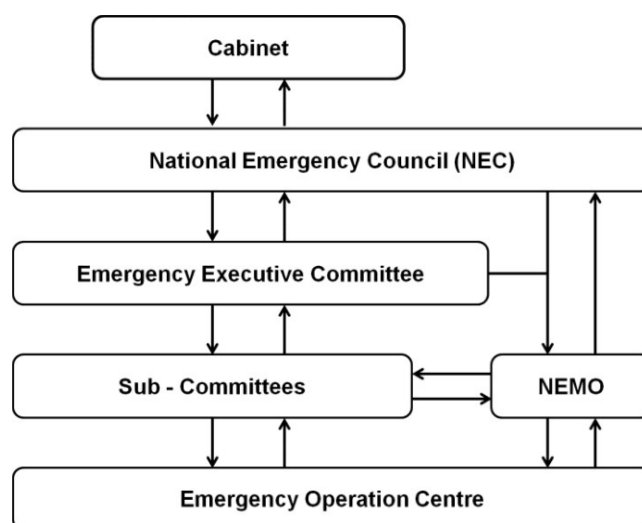 Cabinet
National Emergency Council (NEC)
Emergency Executive Committee
Sub - Committees
NEMO
Emergency Operation Centre